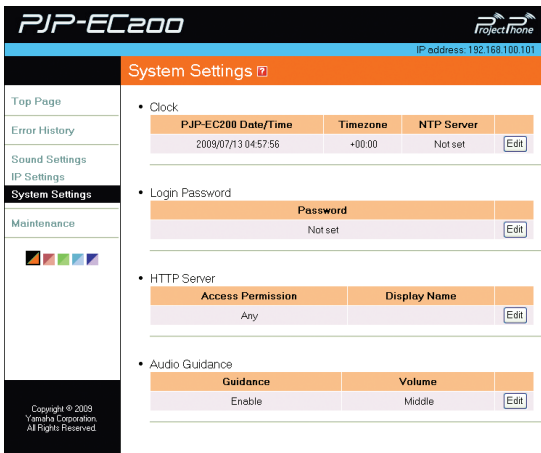 PJP-EC200
ProjectPhone
IP address: 192.168.100.101
System Settings ?
Top Page
Error History
Sound Settings
IP Settings
System Settings
Maintenance
Copyright © 2009
Yamaha Corporation.
All Rights Reserved.
• Clock
PJP-EC200 Date/Time Timezone NTP Server
2009/07/13 04:57:56 +00:00 Not set Edit
• Login Password
Password
Not set Edit
• HTTP Server
Access Permission Display Name
Any Edit
• Audio Guidance
Guidance Volume
Enable Middle Edit